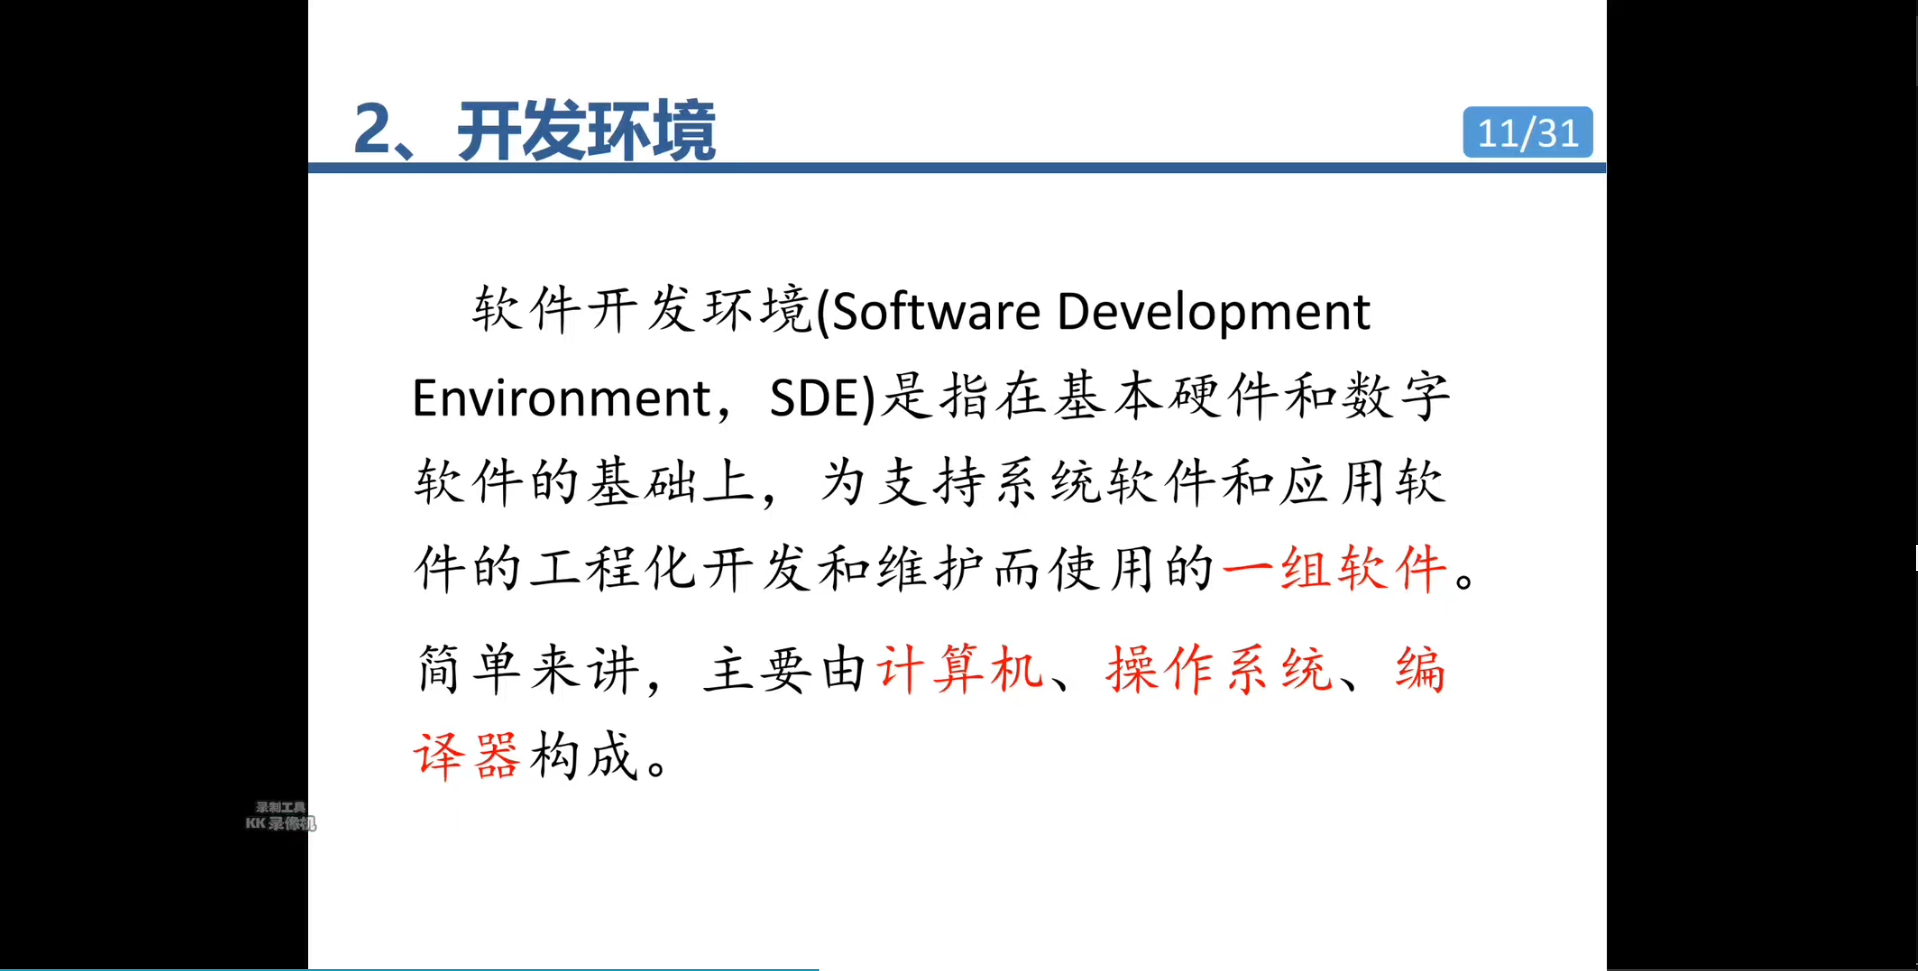 2、开发环境
11/31
软件开发环境(Software Development
Environment，SDE)是指在基本硬件和数字
软件的基础上，为支持系统软件和应用软
件的工程化开发和维护而使用的一组软件。
简单来讲，主要由计算机、操作系统、编
译器构成。
录制工具
KK 录像机